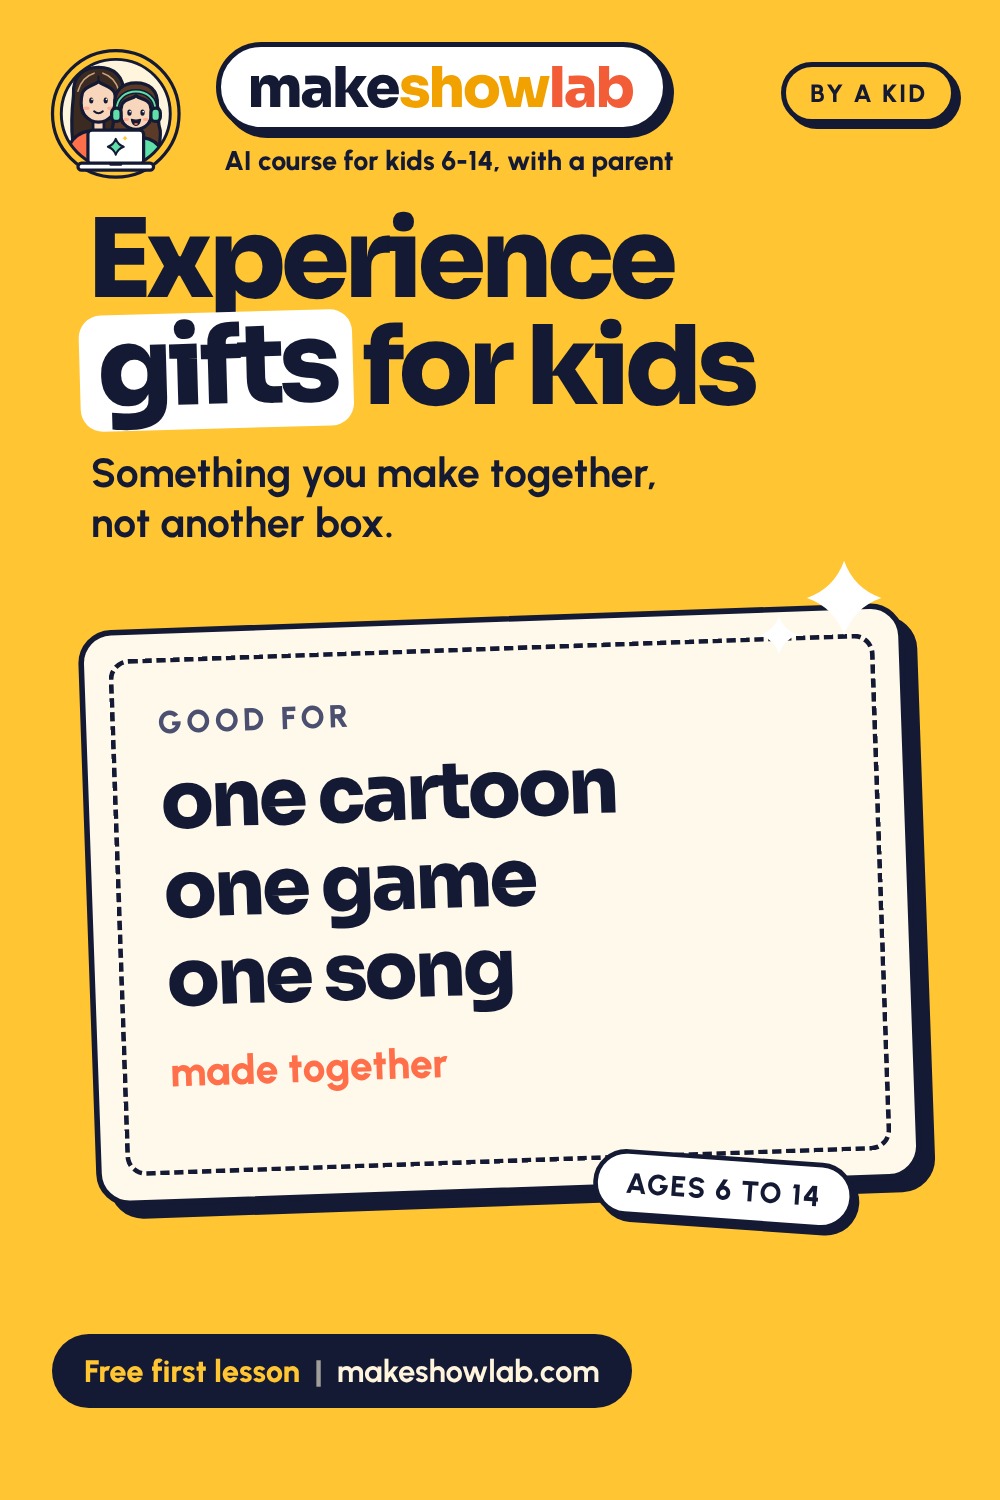 makeshowlab
BY A KID
AI course for kids 6-14, with a parent
Experience
gifts for kids
Something you make together,
not another box.
GOOD FOR
one cartoon
one game
one song
made together
AGES 6 TO 14
Free first lesson | makeshowlab.com